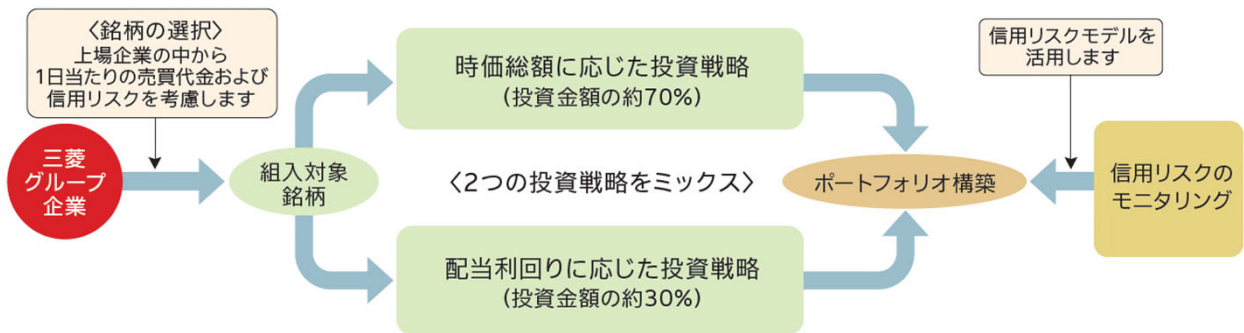 〈銘柄の選択〉
上場企業の中から
1日当たりの売買代金および
信用リスクを考慮します
三菱
グループ
企業
組入対象
銘柄
時価総額に応じた投資戦略
(投資金額の約70%)
〈2つの投資戦略をミックス〉
配当利回りに応じた投資戦略
(投資金額の約30%)
ポートフォリオ構築
信用リスクモデルを
活用します
信用リスクの
モニタリング